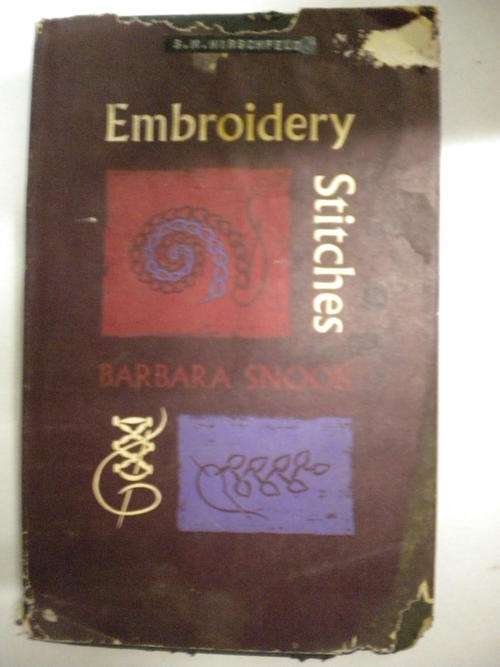 S.M. HIRSCHFELD
Embroidery
Stitches
BARBARA SNOOK